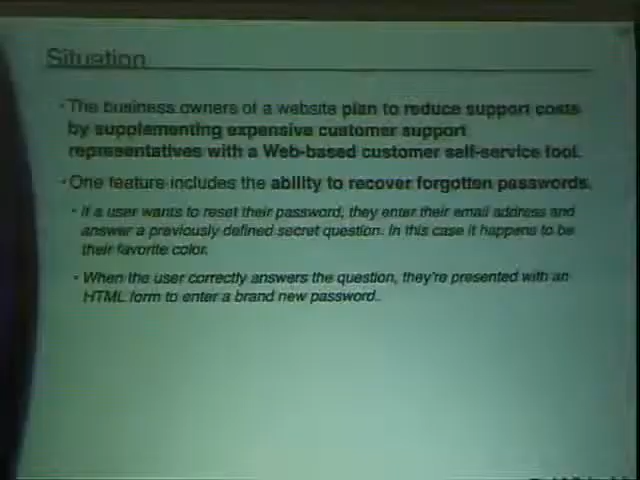 Situation
· The business owners of a website plan to reduce support costs
by supplementing expensive customer support
representatives with a Web-based customer self-service tool.
· One feature includes the ability to recover forgotten passwords.
· If a user wants to reset their password, they enter their email address and
answer a previously defined secret question. In this case it happens to be
their favorite color.
· When the user correctly answers the question, they're presented with an
HTML form to enter a brand new password.